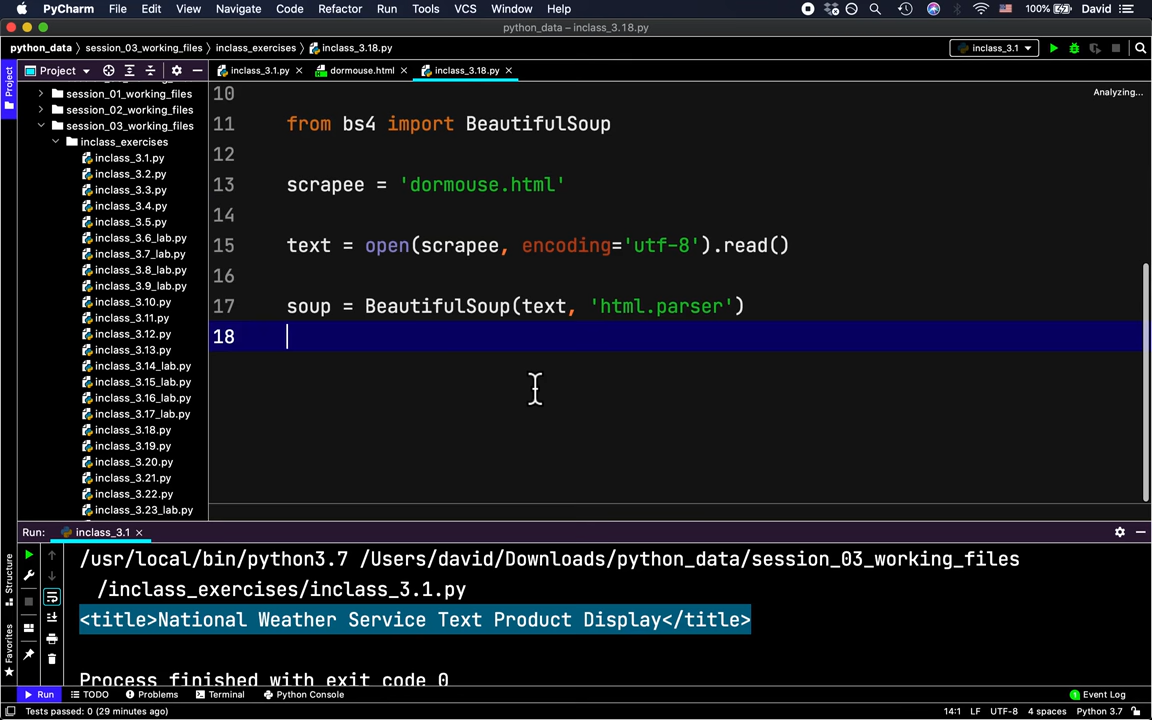 PyCharm File Edit View Navigate Code Refactor Run Tools VCS Window Help 100% David
python_data – inclass_3.18.py
python_data session_03_working_files inclass_exercises inclass_3.18.py inclass_3.1
Project inclass_3.1.py dormouse.html inclass_3.18.py
Project
session_01_working_files
session_02_working_files
session_03_working_files
inclass_exercises
inclass_3.1.py
inclass_3.2.py
inclass_3.3.py
inclass_3.4.py
inclass_3.5.py
inclass_3.6_lab.py
inclass_3.7_lab.py
inclass_3.8_lab.py
inclass_3.9_lab.py
inclass_3.10.py
inclass_3.11.py
inclass_3.12.py
inclass_3.13.py
inclass_3.14_lab.py
inclass_3.15_lab.py
inclass_3.16_lab.py
inclass_3.17_lab.py
inclass_3.18.py
inclass_3.19.py
inclass_3.20.py
inclass_3.21.py
inclass_3.22.py
inclass_3.23_lab.py
Analyzing...
10
11 from bs4 import BeautifulSoup
12
13 scrapee = 'dormouse.html'
14
15 text = open(scrapee, encoding='utf-8').read()
16
17 soup = BeautifulSoup(text, 'html.parser')
18
Run: inclass_3.1
/usr/local/bin/python3.7 /Users/david/Downloads/python_data/session_03_working_files
/inclass_exercises/inclass_3.1.py
<title>National Weather Service Text Product Display</title>
Process finished with exit code 0
Structure
Favorites
Run TODO Problems Terminal Python Console 1 Event Log
Tests passed: 0 (29 minutes ago) 14:1 LF UTF-8 4 spaces Python 3.7